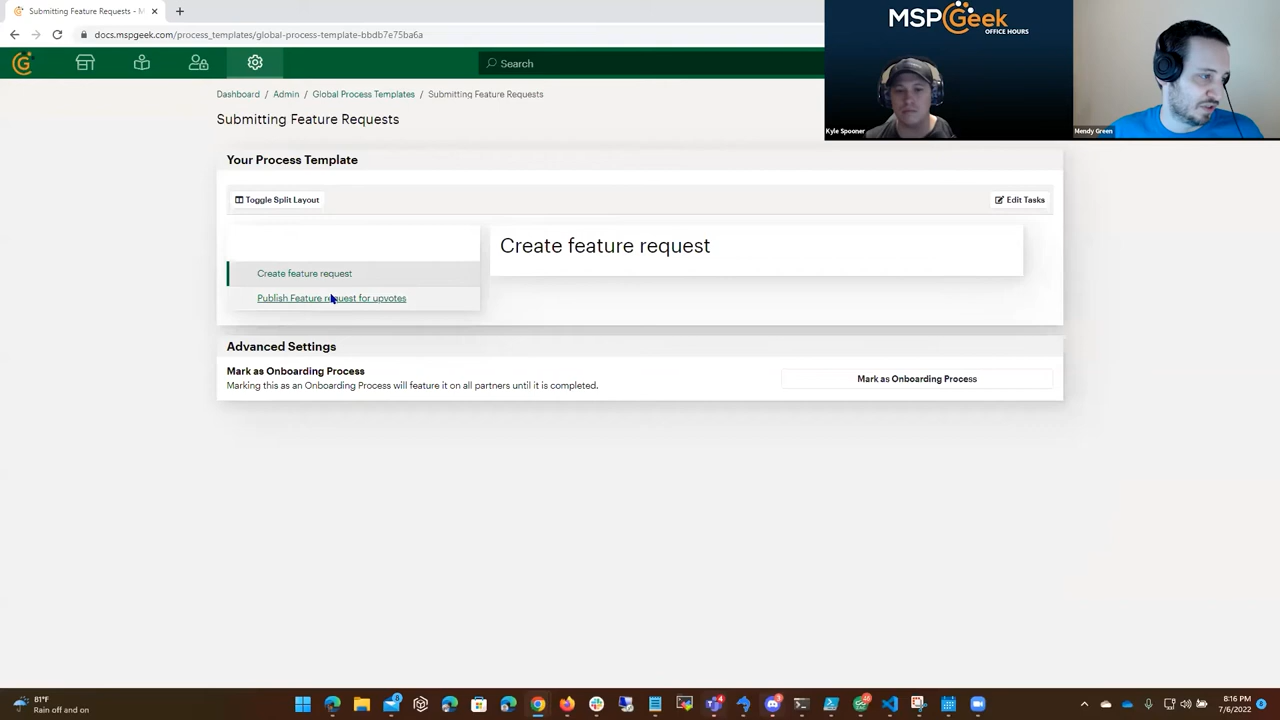 Submitting Feature Requests - M
docs.mspgeek.com/process_templates/global-process-template-bbdb7e75ba6a
Search
MSPGeek
OFFICE HOURS
Kyle Spooner
Mendy Green
Dashboard / Admin / Global Process Templates / Submitting Feature Requests
Submitting Feature Requests
Your Process Template
Toggle Split Layout
Edit Tasks
Create feature request
Create feature request
Publish Feature request for upvotes
Advanced Settings
Mark as Onboarding Process
Marking this as an Onboarding Process will feature it on all partners until it is completed.
Mark as Onboarding Process
81°F
Rain off and on
8:16 PM
7/6/2022